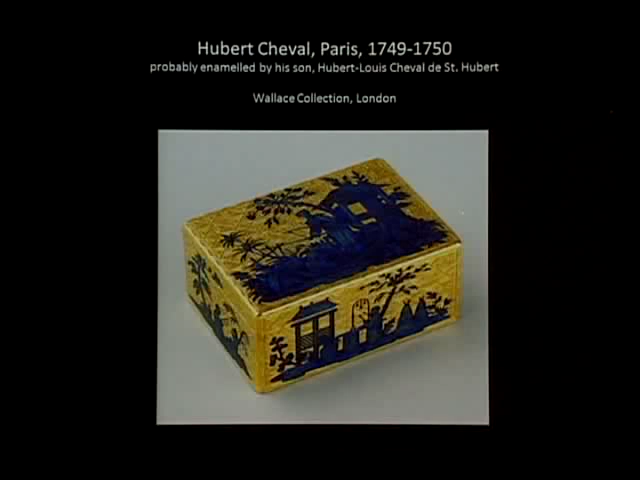 Hubert Cheval, Paris, 1749-1750
probably enamelled by his son, Hubert-Louis Cheval de St. Hubert
Wallace Collection, London